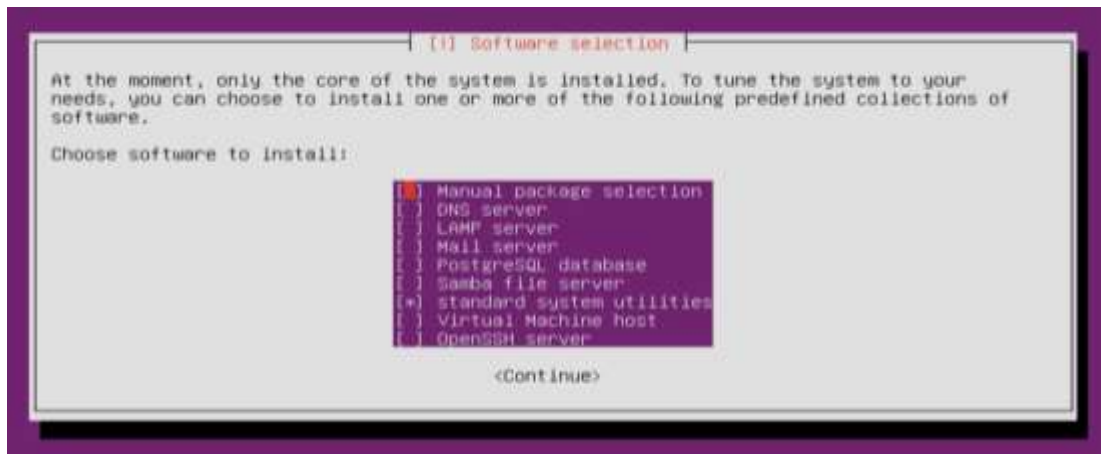 [!] Software selection
At the moment, only the core of the system is installed. To tune the system to your
needs, you can choose to install one or more of the following predefined collections of
software.
Choose software to install:
[ ] Manual package selection
[ ] DNS server
[ ] LAMP server
[ ] Mail server
[ ] PostgreSQL database
[ ] Samba file server
[*] standard system utilities
[ ] Virtual Machine host
[ ] OpenSSH server
<Continue>